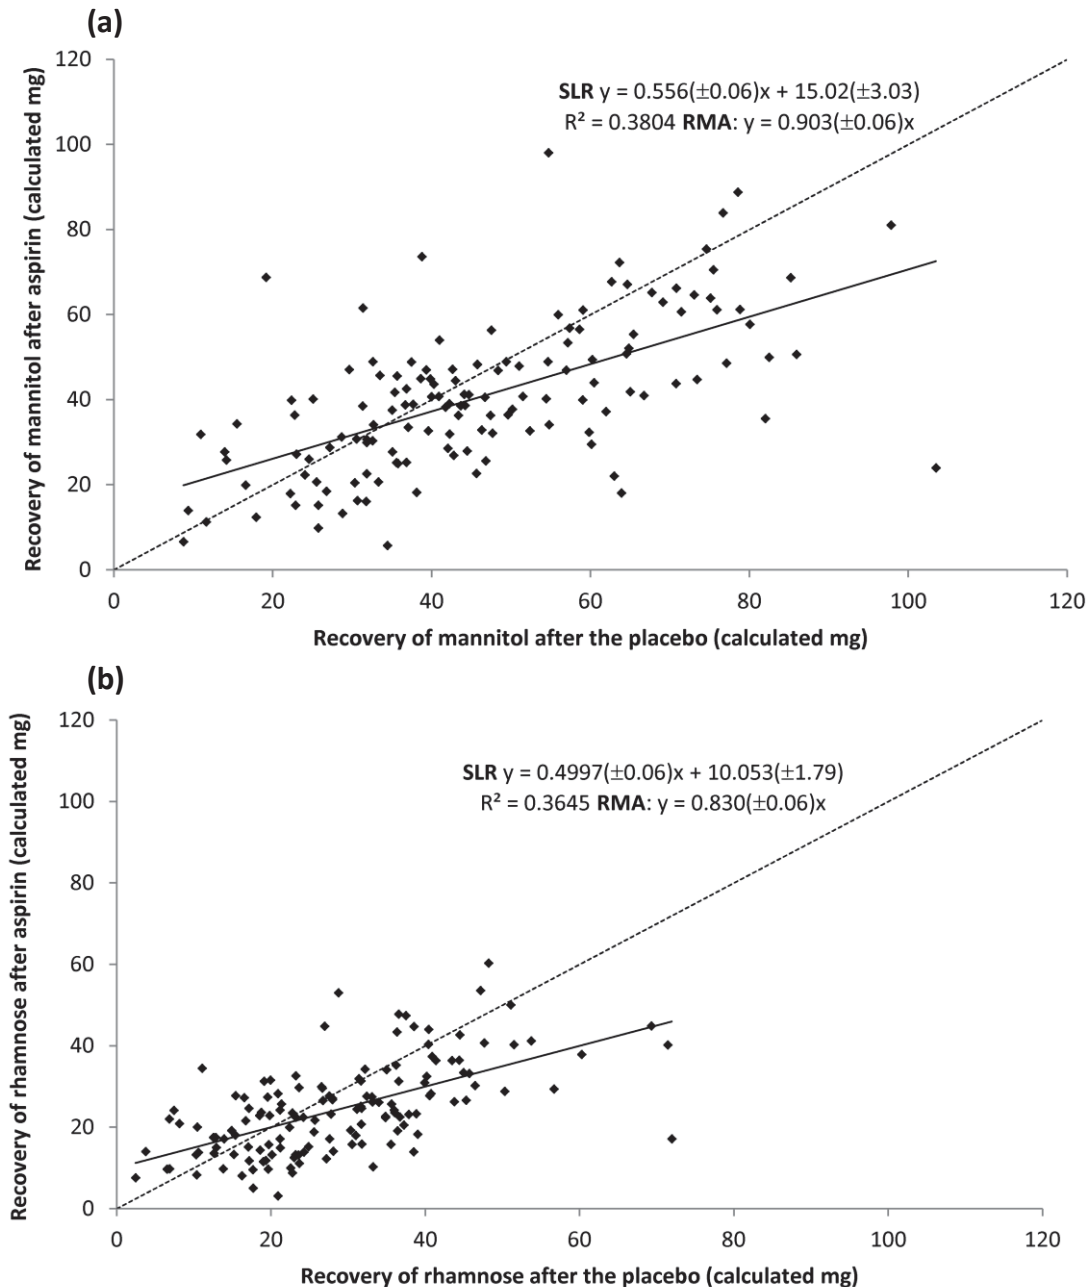 (a)
Recovery of mannitol after aspirin (calculated mg)
120
100
80
60
40
20
0
SLR y = 0.556(±0.06)x + 15.02(±3.03)
R² = 0.3804 RMA: y = 0.903(±0.06)x
0 20 40 60 80 100 120
Recovery of mannitol after the placebo (calculated mg)
(b)
Recovery of rhamnose after aspirin (calculated mg)
120
100
80
60
40
20
0
SLR y = 0.4997(±0.06)x + 10.053(±1.79)
R² = 0.3645 RMA: y = 0.830(±0.06)x
0 20 40 60 80 100 120
Recovery of rhamnose after the placebo (calculated mg)